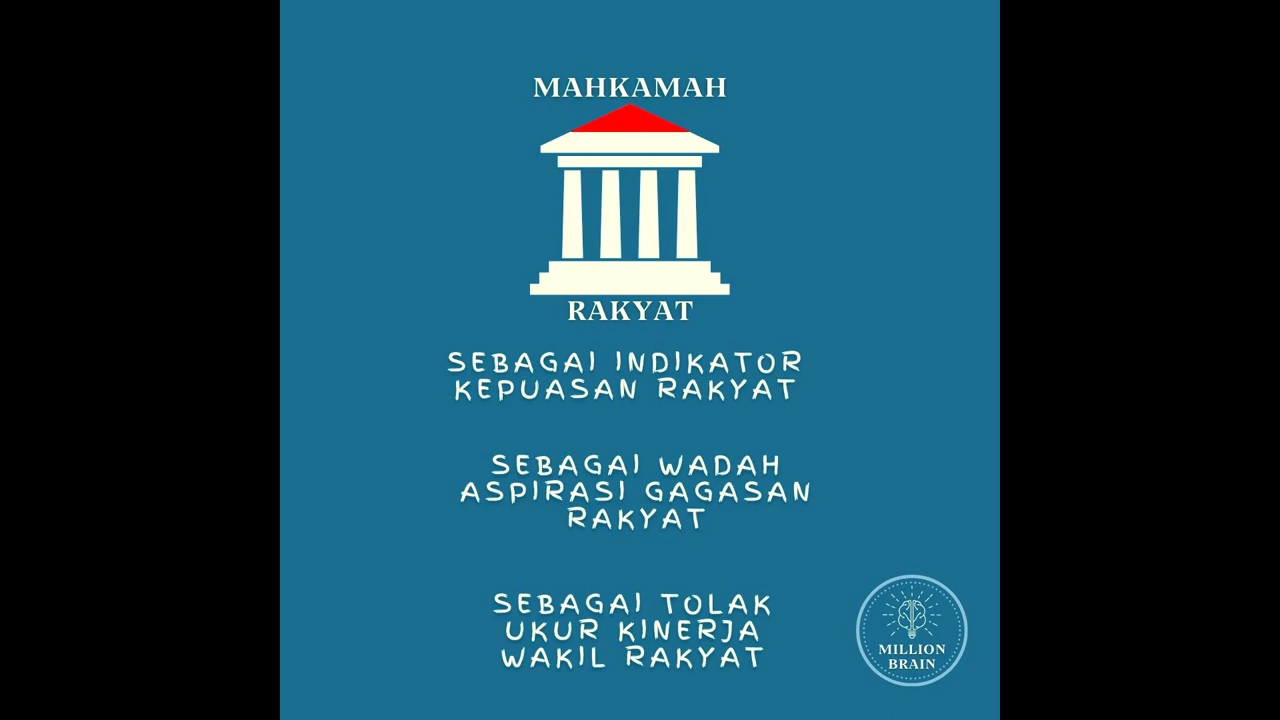 MAHKAMAH
RAKYAT
SEBAGAI INDIKATOR
KEPUASAN RAKYAT
SEBAGAI WADAH
ASPIRASI GAGASAN
RAKYAT
SEBAGAI TOLAK
UKUR KINERJA
WAKIL RAKYAT
MILLION
BRAIN